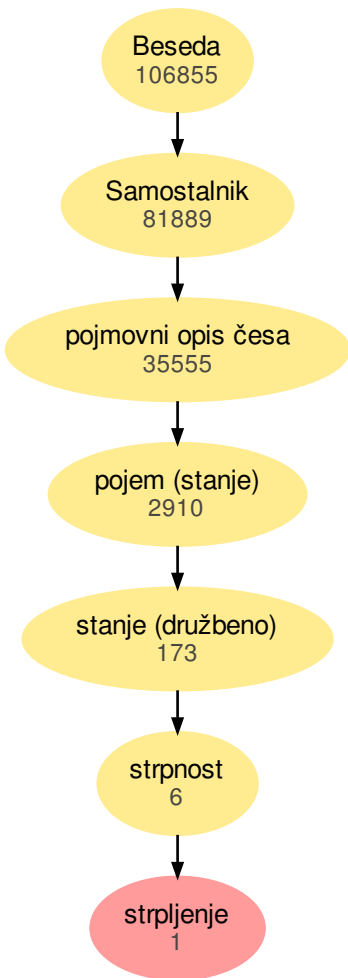 Beseda
106855
Samostalnik
81889
pojmovni opis česa
35555
pojem (stanje)
2910
stanje (družbeno)
173
strpnost
6
strpljenje
1